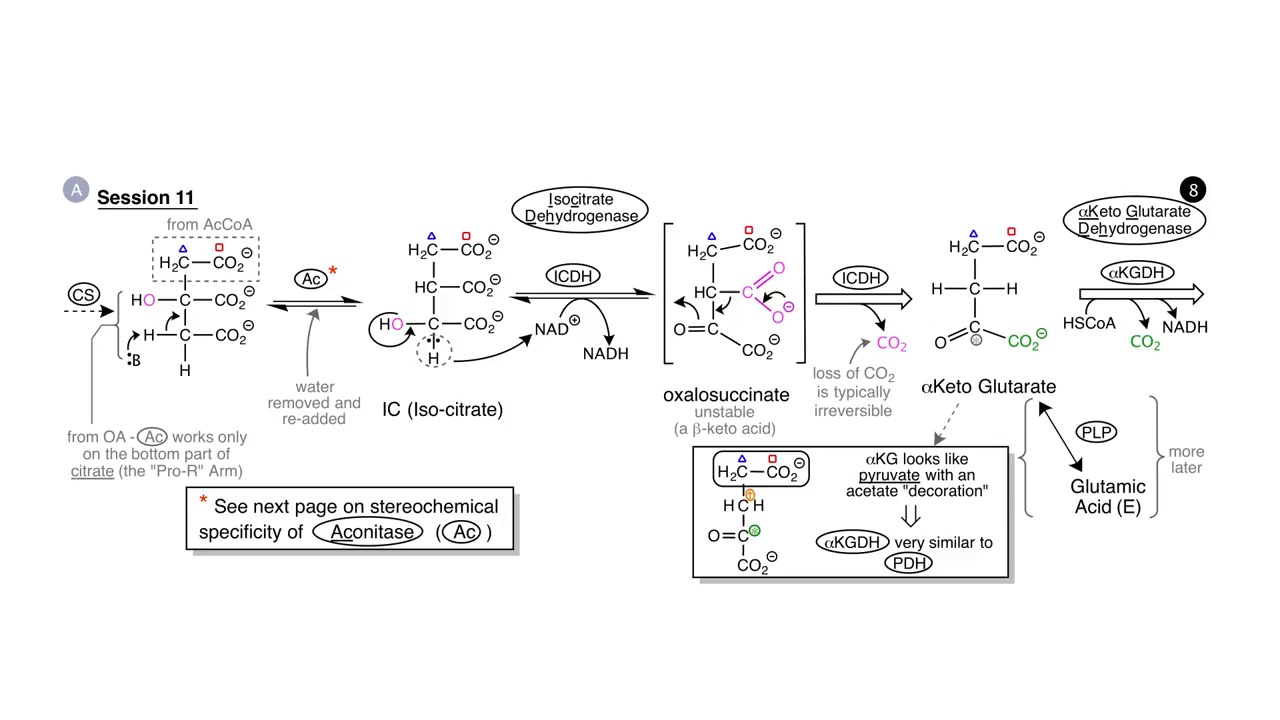 A
Session 11
8
from AcCoA
H₂C — CO₂⊖
HO
CO₂⊖
H
CO₂⊖
:B
H
CS
from OA - Ac works only
on the bottom part of
citrate (the "Pro-R" Arm)
Ac *
water
removed and
re-added
H₂C — CO₂⊖
HC — CO₂⊖
HO — C — CO₂⊖
H
IC (Iso-citrate)
Isocitrate
Dehydrogenase
ICDH
NAD⊕
NADH
H₂C
CO₂⊖
HC — C
O
O⊖
O=C
CO₂⊖
oxalosuccinate
unstable
(a β-keto acid)
ICDH
CO₂
loss of CO₂
is typically
irreversible
H₂C — CO₂⊖
H — C — H
O
C
CO₂⊖
αKeto Glutarate
αKeto Glutarate
Dehydrogenase
αKGDH
HSCoA
CO₂
NADH
PLP
Glutamic
Acid (E)
more
later
* See next page on stereochemical
specificity of Aconitase ( Ac )
H₂C — CO₂⊖
H C H
O=C
CO₂⊖
αKG looks like
pyruvate with an
acetate "decoration"
αKGDH very similar to
PDH